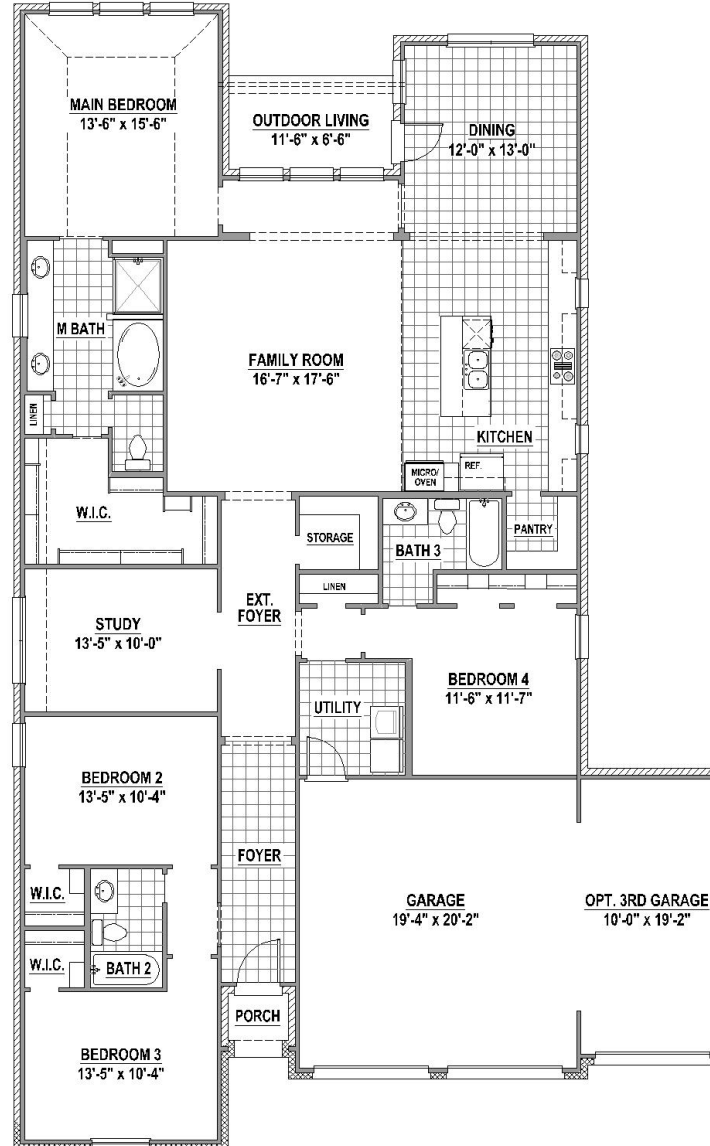 MAIN BEDROOM
13'-6" x 15'-6"
OUTDOOR LIVING
11'-6" x 6'-6"
DINING
12'-0" x 13'-0"
M BATH
FAMILY ROOM
16'-7" x 17'-6"
LINEN
KITCHEN
MICRO/
OVEN
REF.
W.I.C.
STORAGE
BATH 3
PANTRY
LINEN
EXT.
FOYER
STUDY
13'-5" x 10'-0"
BEDROOM 4
11'-6" x 11'-7"
UTILITY
BEDROOM 2
13'-5" x 10'-4"
FOYER
W.I.C.
GARAGE
19'-4" x 20'-2"
OPT. 3RD GARAGE
10'-0" x 19'-2"
W.I.C.
BATH 2
PORCH
BEDROOM 3
13'-5" x 10'-4"